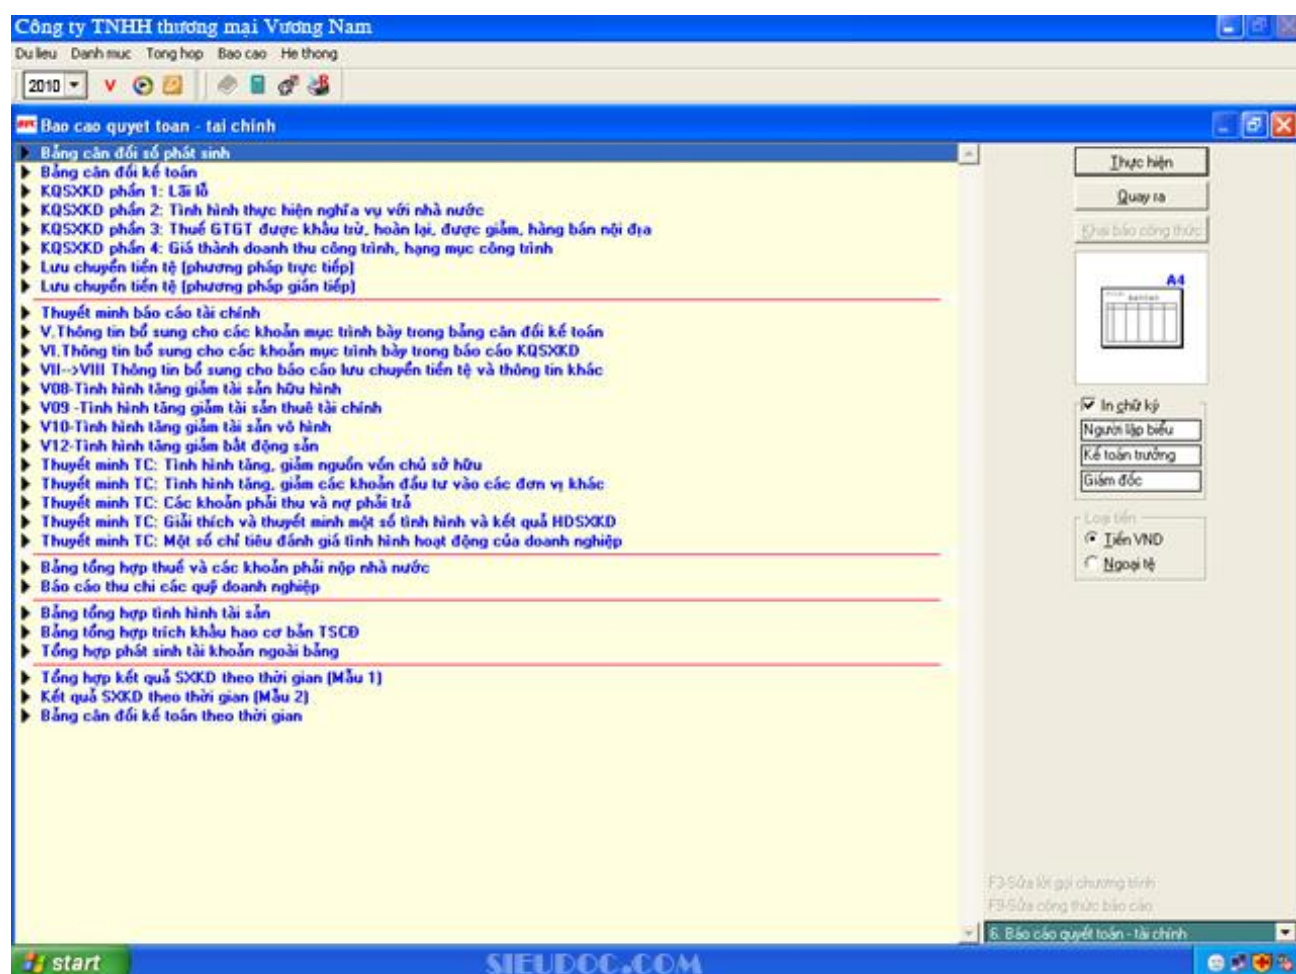 Công ty TNHH thương mại Vương Nam
Du lieu Danh muc Tong hop Bao cao He thong
2010 V
Bao cao quyet toan - tai chinh
Bảng cân đối số phát sinh
Bảng cân đối kế toán
KQSXKD phần 1: Lãi lỗ
KQSXKD phần 2: Tình hình thực hiện nghĩa vụ với nhà nước
KQSXKD phần 3: Thuế GTGT được khấu trừ, hoàn lại, được giảm, hàng bán nội địa
KQSXKD phần 4: Giá thành doanh thu công trình, hạng mục công trình
Lưu chuyển tiền tệ (phương pháp trực tiếp)
Lưu chuyển tiền tệ (phương pháp gián tiếp)
Thuyết minh báo cáo tài chính
V.Thông tin bổ sung cho các khoản mục trình bày trong bảng cân đối kế toán
VI.Thông tin bổ sung cho các khoản mục trình bày trong báo cáo KQSXKD
VII-->VIII Thông tin bổ sung cho báo cáo lưu chuyển tiền tệ và thông tin khác
V08-Tình hình tăng giảm tài sản hữu hình
V09 -Tình hình tăng giảm tài sản thuê tài chính
V10-Tình hình tăng giảm tài sản vô hình
V12-Tình hình tăng giảm bất động sản
Thuyết minh TC: Tình hình tăng, giảm nguồn vốn chủ sở hữu
Thuyết minh TC: Tình hình tăng, giảm các khoản đầu tư vào các đơn vị khác
Thuyết minh TC: Các khoản phải thu và nợ phải trả
Thuyết minh TC: Giải thích và thuyết minh một số tình hình và kết quả HDSXKD
Thuyết minh TC: Một số chỉ tiêu đánh giá tình hình hoạt động của doanh nghiệp
Bảng tổng hợp thuế và các khoản phải nộp nhà nước
Báo cáo thu chi các quỹ doanh nghiệp
Bảng tổng hợp tình hình tài sản
Bảng tổng hợp trích khấu hao cơ bản TSCĐ
Tổng hợp phát sinh tài khoản ngoài bảng
Tổng hợp kết quả SXKD theo thời gian (Mẫu 1)
Kết quả SXKD theo thời gian (Mẫu 2)
Bảng cân đối kế toán theo thời gian
Thực hiện
Quay ra
Khai báo công thức
A4
In chữ ký
Người lập biểu
Kế toán trưởng
Giám đốc
Loại tiền
Tiền VND
Ngoại tệ
F3-Sửa lời gọi chương trình
F9-Sửa công thức báo cáo
6. Báo cáo quyết toán - tài chính
start
SIEUDOC.COM